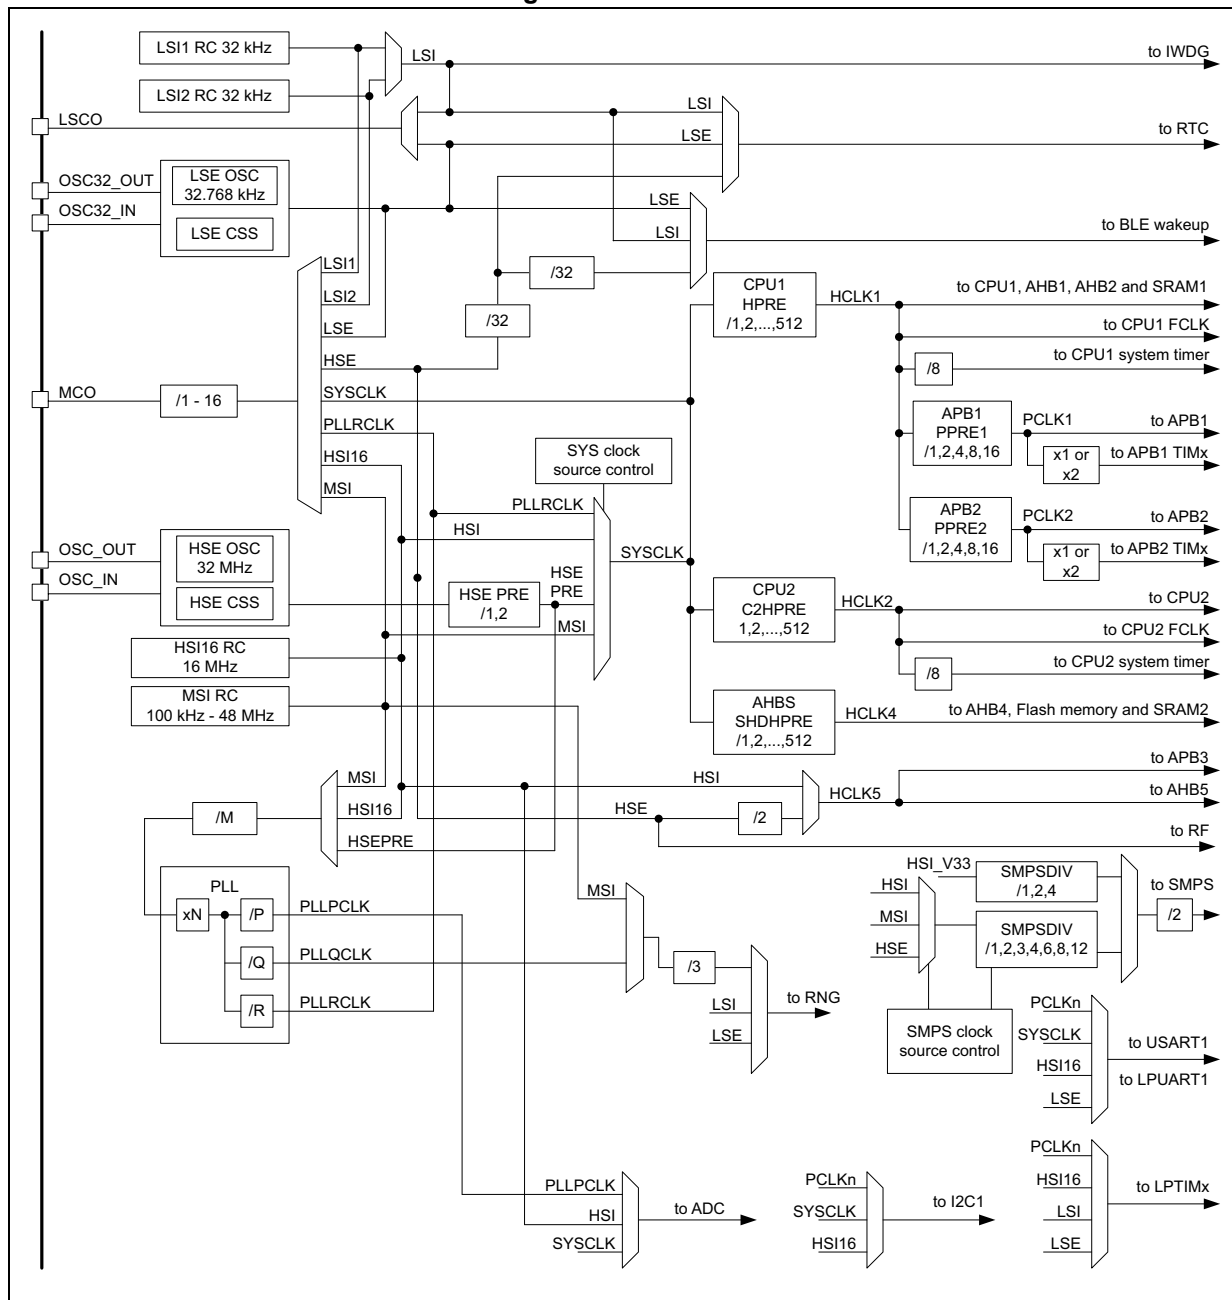 LSI1 RC 32 kHz
LSI
to IWDG
LSI2 RC 32 kHz
LSI
LSCO
LSE
to RTC
OSC32_OUT
LSE OSC
32.768 kHz
OSC32_IN
LSE
LSE CSS
LSI
to BLE wakeup
LSI1
/32
CPU1
HPRE
/1,2,...,512
HCLK1
to CPU1, AHB1, AHB2 and SRAM1
LSI2
/32
to CPU1 FCLK
LSE
to CPU1 system timer
HSE
/8
MCO
/1 - 16
SYSCLK
APB1
PPRE1
/1,2,4,8,16
PCLK1
to APB1
PLLRCLK
x1 or
x2
to APB1 TIMx
SYS clock
source control
HSI16
MSI
PLLRCLK
APB2
PPRE2
/1,2,4,8,16
PCLK2
to APB2
HSI
SYSCLK
x1 or
x2
to APB2 TIMx
OSC_OUT
HSE OSC
32 MHz
OSC_IN
HSE CSS
HSE PRE
/1,2
HSE
PRE
CPU2
C2HPRE
1,2,...,512
HCLK2
to CPU2
MSI
to CPU2 FCLK
HSI16 RC
16 MHz
/8
to CPU2 system timer
MSI RC
100 kHz - 48 MHz
AHBS
SHDHPRE
/1,2,...,512
HCLK4
to AHB4, Flash memory and SRAM2
MSI
HSI
to APB3
HCLK5
to AHB5
/M
HSI16
HSE
/2
HSEPRE
to RF
HSI_V33
SMPSDIV
/1,2,4
PLL
MSI
HSI
to SMPS
xN
/P
PLLPCLK
MSI
SMPSDIV
/1,2,3,4,6,8,12
/2
/Q
PLLQCLK
/3
HSE
/R
PLLRCLK
LSI
to RNG
PCLKn
LSE
SMPS clock
source control
SYSCLK
to USART1
HSI16
to LPUART1
LSE
PCLKn
PLLPCLK
PCLKn
HSI16
to LPTIMx
HSI
to ADC
SYSCLK
to I2C1
LSI
SYSCLK
HSI16
LSE